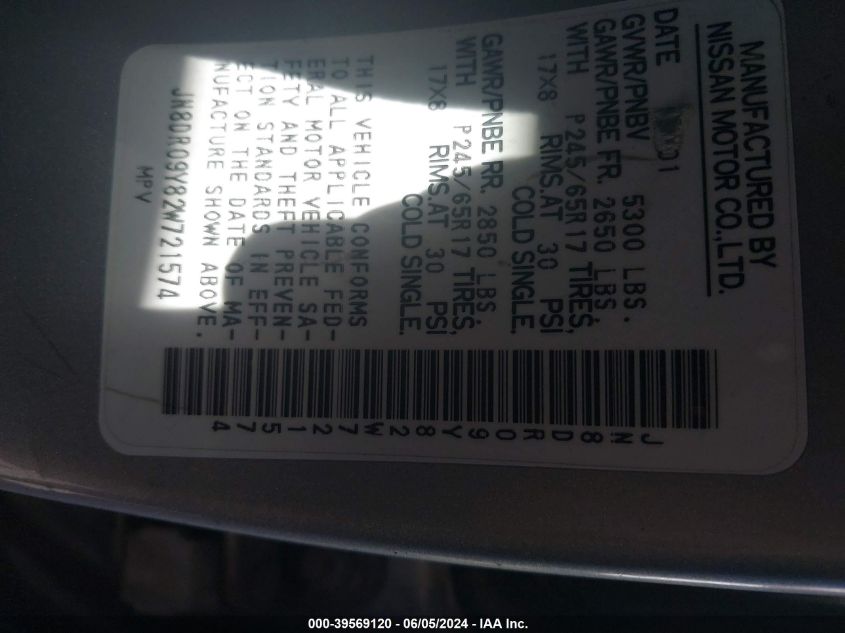 MANUFACTURED BY
NISSAN MOTOR CO.,LTD.
DATE 01
GVWR/PNBV 5300 LBS.
GAWR/PNBE FR. 2650 LBS.
WITH P245/65R17 TIRES,
17X8 RIMS.AT 30 PSI
COLD SINGLE.
GAWR/PNBE RR. 2850 LBS.
WITH P245/65R17 TIRES,
17X8 RIMS.AT 30 PSI
COLD SINGLE.
THIS VEHICLE CONFORMS
TO ALL APPLICABLE FED-
ERAL MOTOR VEHICLE SA-
FETY AND THEFT PREVEN-
TION STANDARDS IN EFF-
ECT ON THE DATE OF MA-
NUFACTURE SHOWN ABOVE.
JN8DR09Y82W721574
MPV
JN8DR09Y82W721574
000-39569120 - 06/05/2024 - IAA Inc.